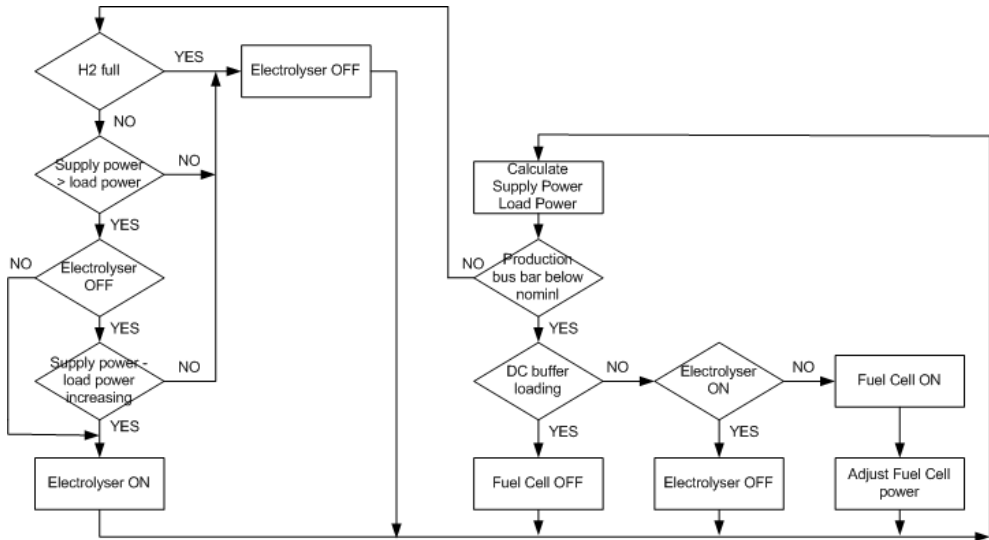 H2 full
YES
Electrolyser OFF
NO
Supply power
> load power
NO
YES
NO
Electrolyser
OFF
YES
Supply power -
load power
increasing
NO
YES
Electrolyser ON
Calculate
Supply Power
Load Power
NO
Production
bus bar below
nominl
YES
DC buffer
loading
NO
Electrolyser
ON
NO
Fuel Cell ON
YES
YES
Fuel Cell OFF
Electrolyser OFF
Adjust Fuel Cell
power